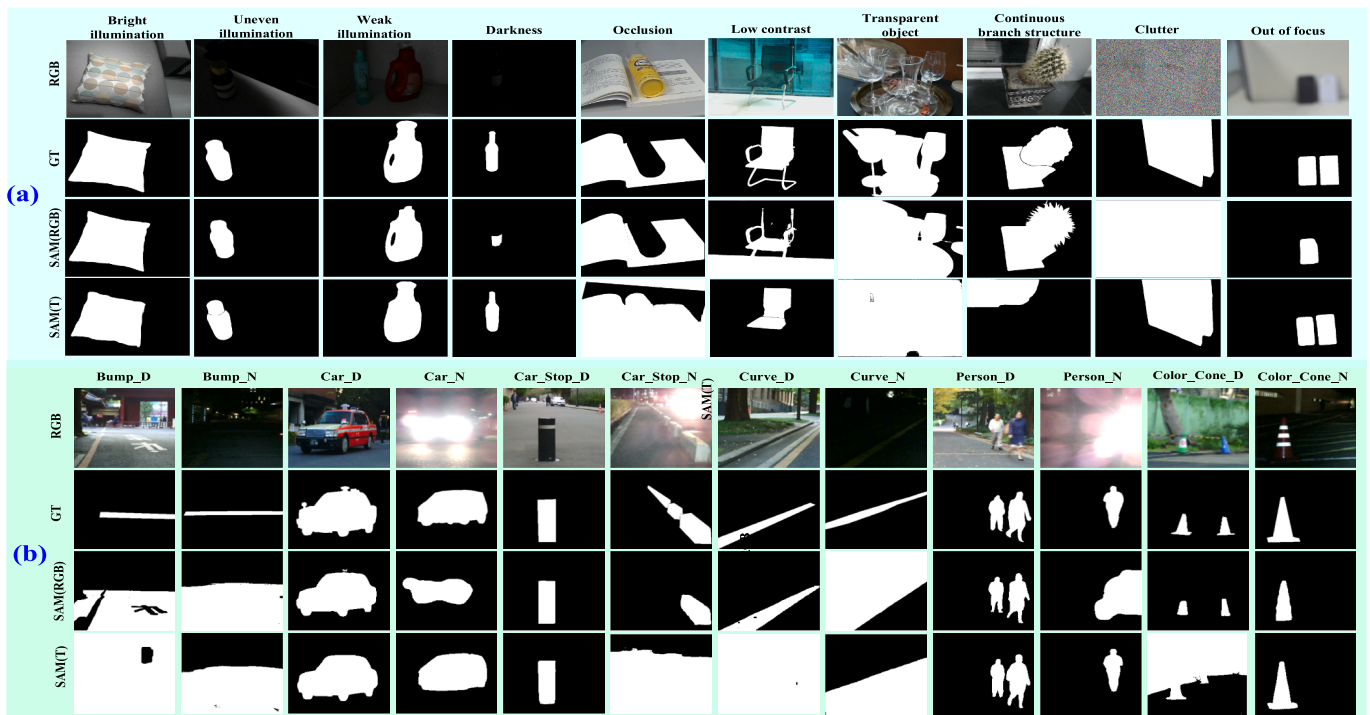 Bright illumination
Uneven illumination
Weak illumination
Darkness
Occlusion
Low contrast
Transparent object
Continuous branch structure
Clutter
Out of focus
RGB
GT
(a)
SAM(RGB)
SAM(T)
Bump_D
Bump_N
Car_D
Car_N
Car_Stop_D
Car_Stop_N
SAM(T)
Curve_D
Curve_N
Person_D
Person_N
Color_Cone_D
Color_Cone_N
RGB
GT
(b)
SAM(RGB)
SAM(T)